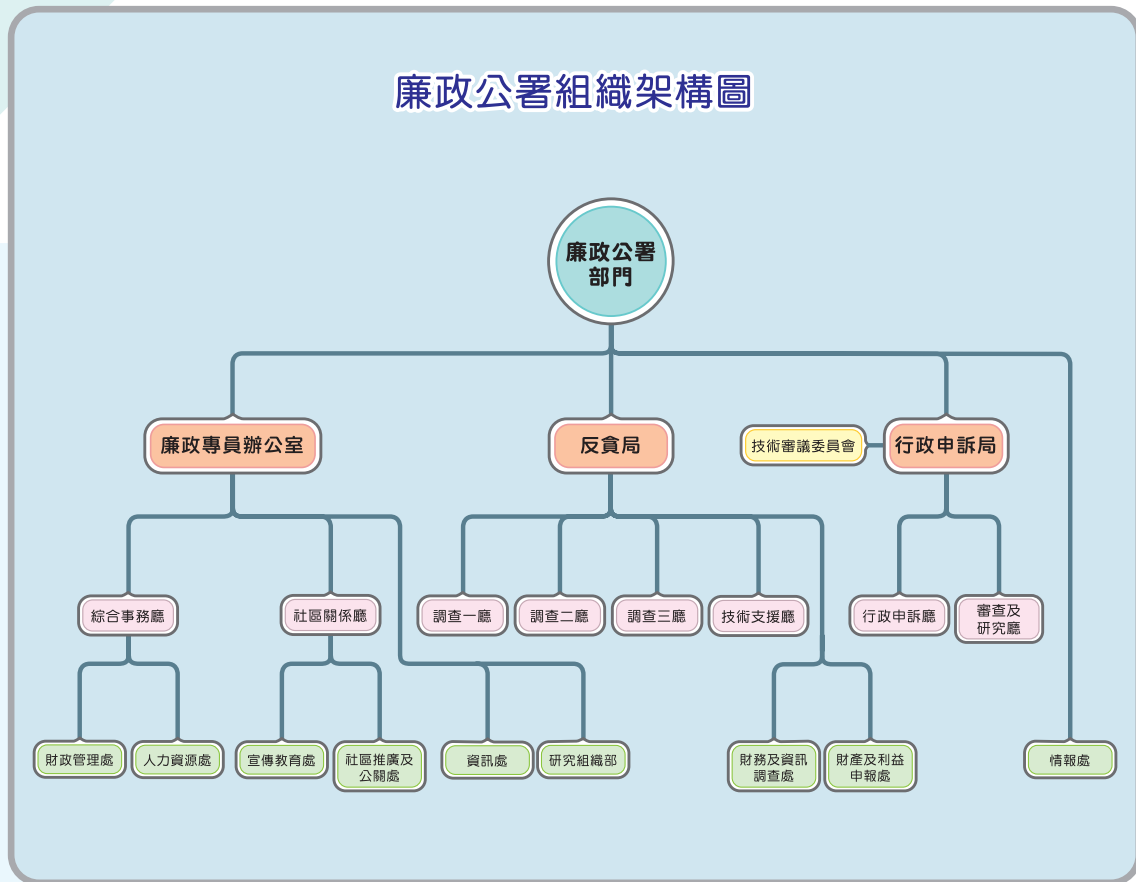 廉政公署組織架構圖
廉政公署
部門
廉政專員辦公室
反貪局
技術審議委員會
行政申訴局
綜合事務廳
社區關係廳
調查一廳
調查二廳
調查三廳
技術支援廳
行政申訴廳
審查及
研究廳
財政管理處
人力資源處
宣傳教育處
社區推廣及
公關處
資訊處
研究組織部
財務及資訊
調查處
財產及利益
申報處
情報處